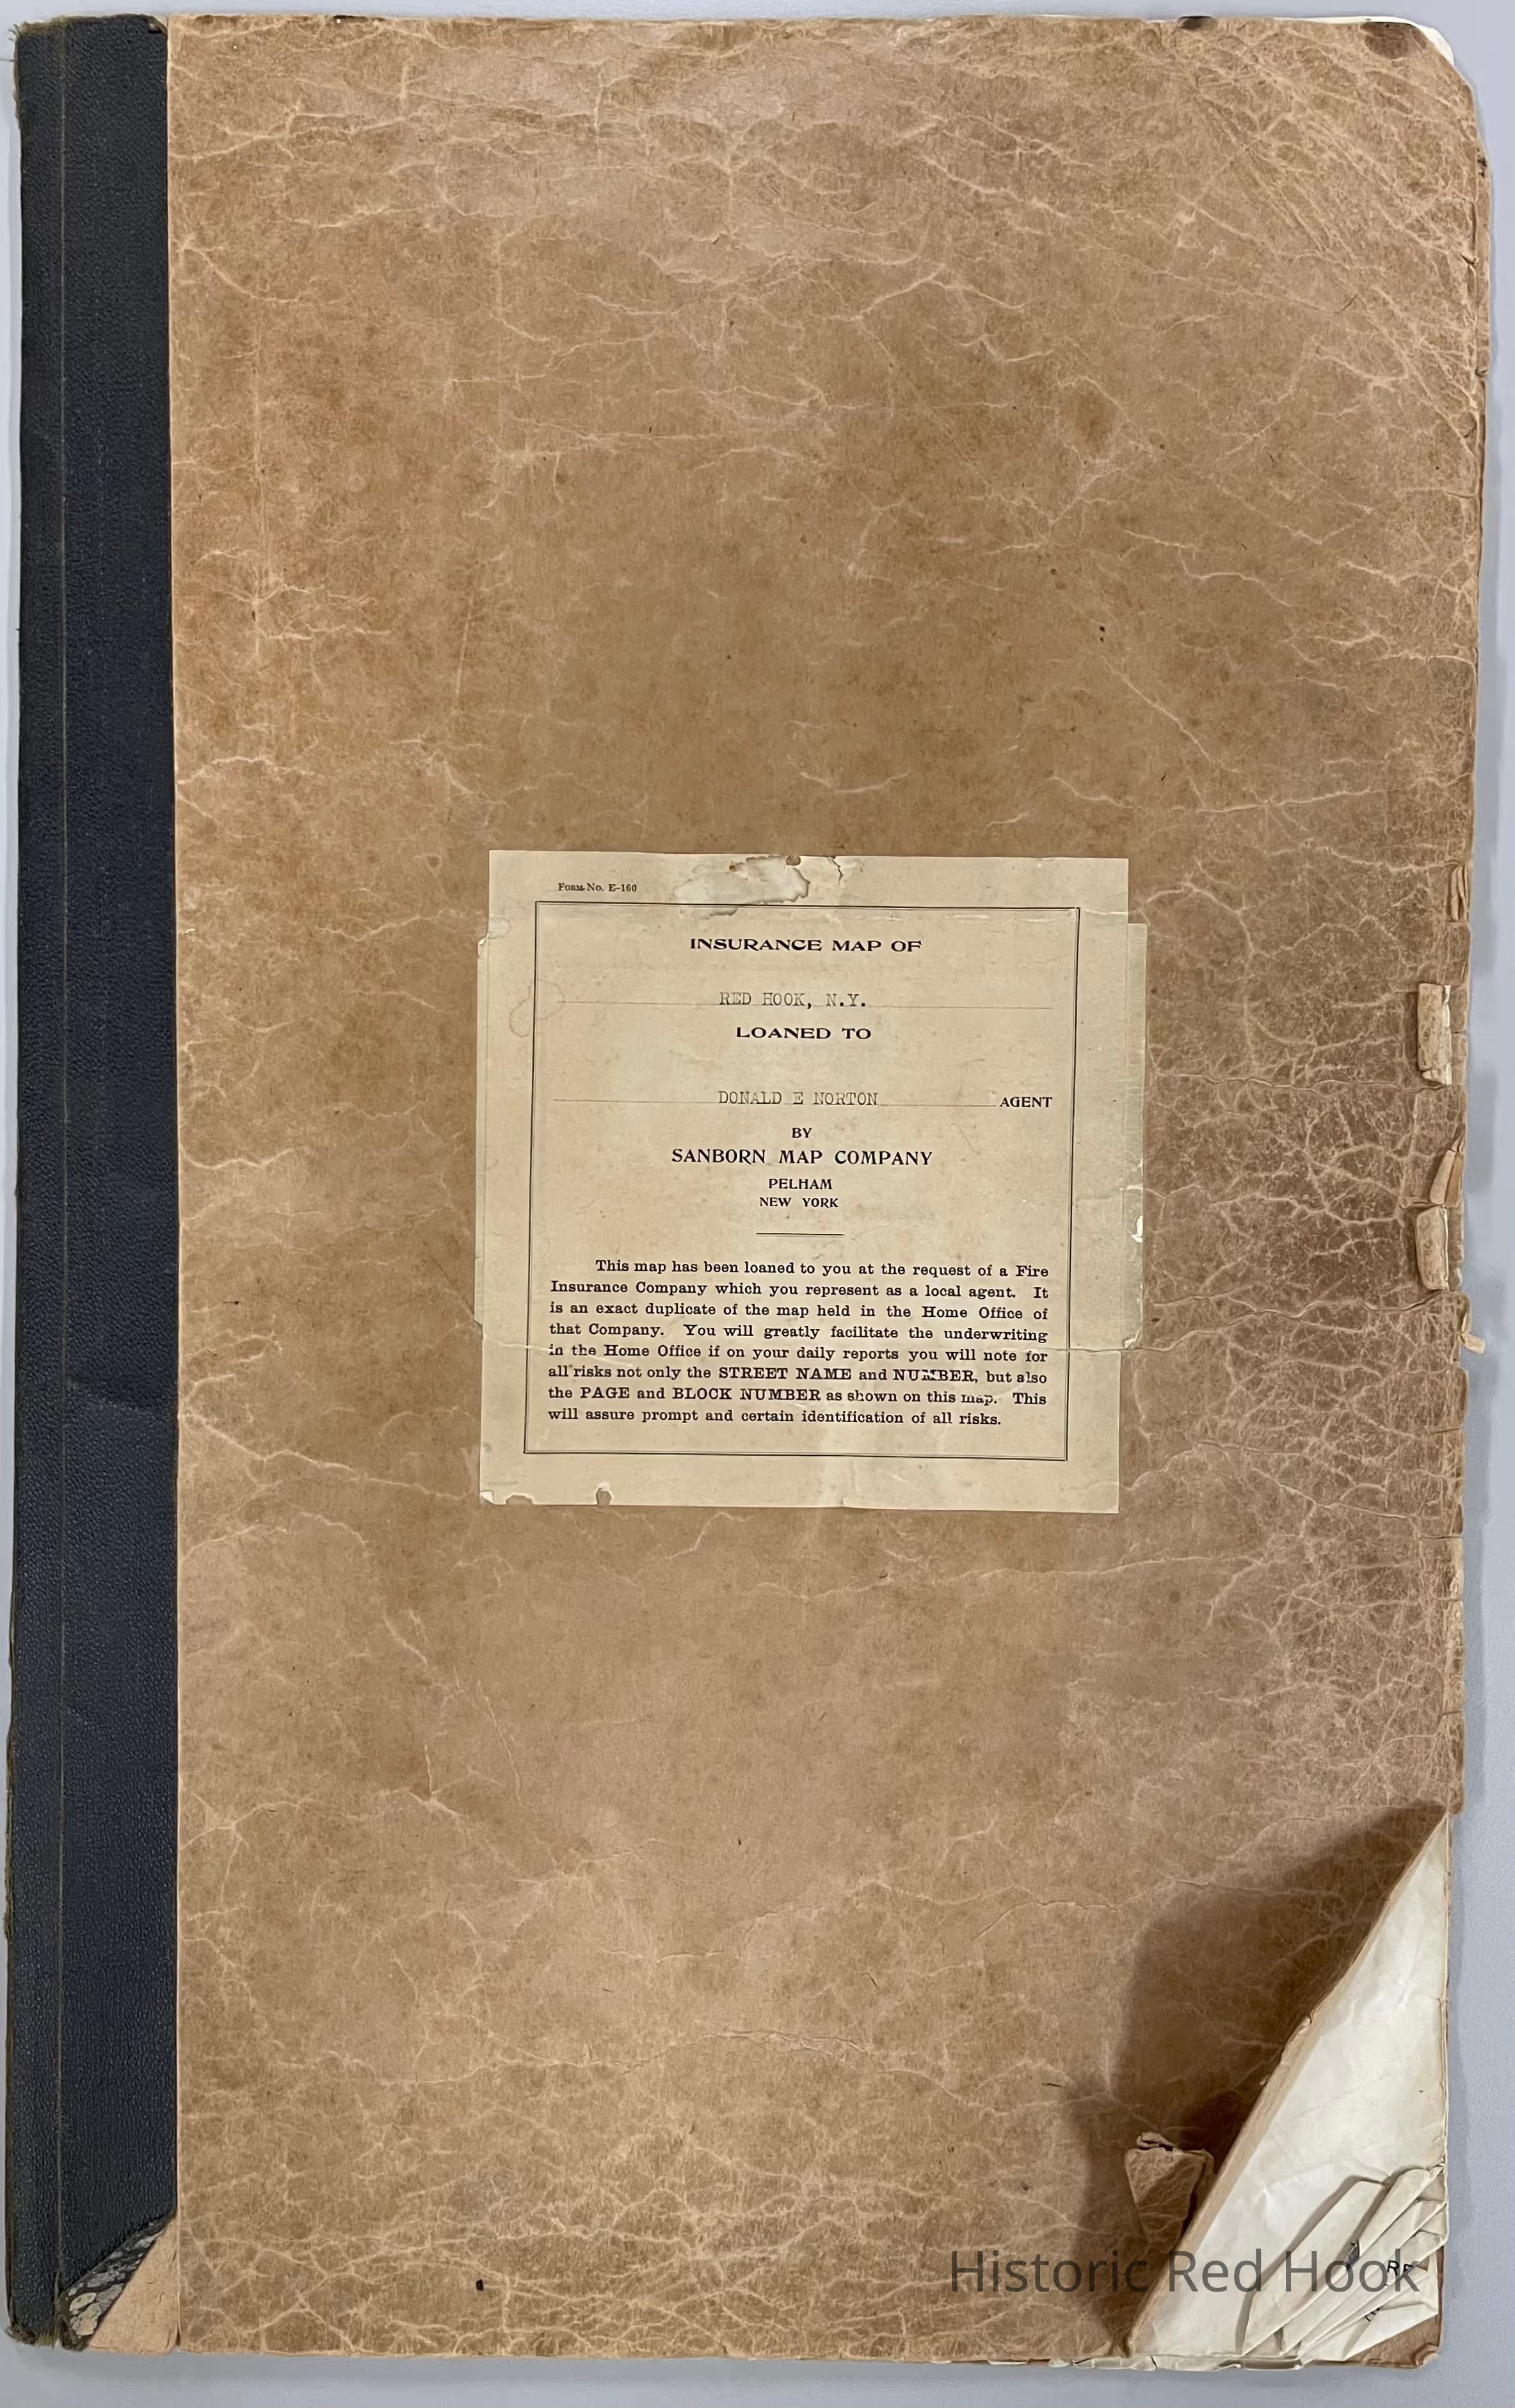 FORM No. E-160
INSURANCE MAP OF
RED HOOK, N.Y.
LOANED TO
DONALD E NORTON AGENT
BY
SANBORN MAP COMPANY
PELHAM
NEW YORK
This map has been loaned to you at the request of a Fire
Insurance Company which you represent as a local agent. It
is an exact duplicate of the map held in the Home Office of
that Company. You will greatly facilitate the underwriting
in the Home Office if on your daily reports you will note for
all risks not only the STREET NAME and NUMBER, but also
the PAGE and BLOCK NUMBER as shown on this map. This
will assure prompt and certain identification of all risks.
Historic Red Hook